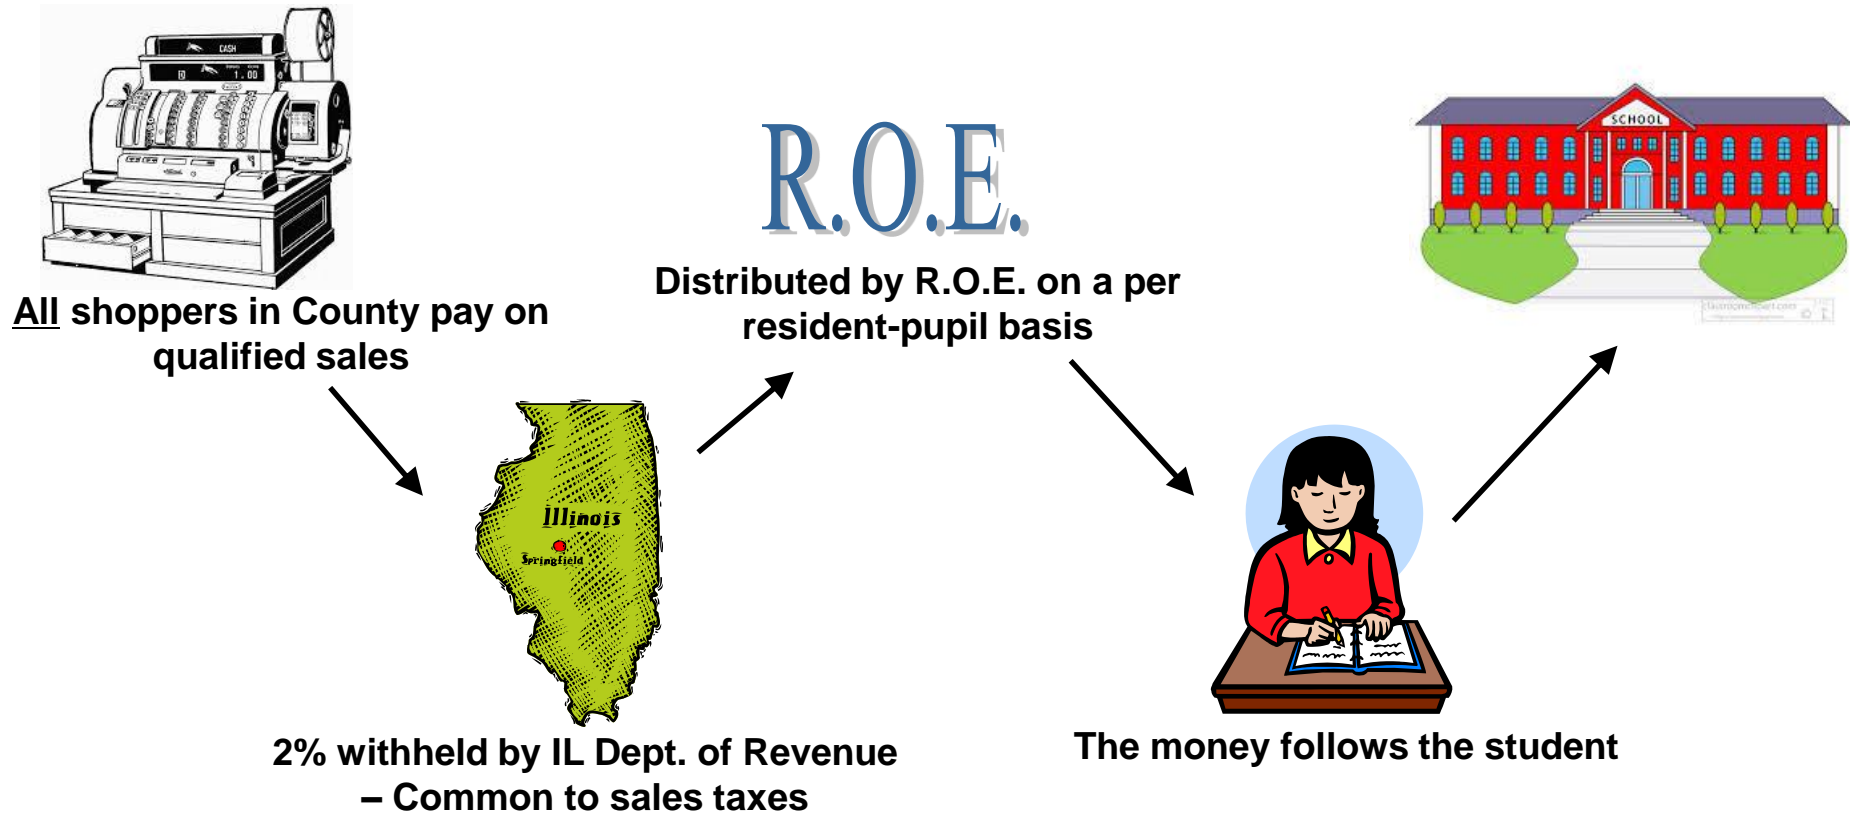 CASH
1.00
All shoppers in County pay on
qualified sales
Illinois
Springfield
2% withheld by IL Dept. of Revenue
– Common to sales taxes
R.O.E.
Distributed by R.O.E. on a per
resident-pupil basis
The money follows the student
SCHOOL